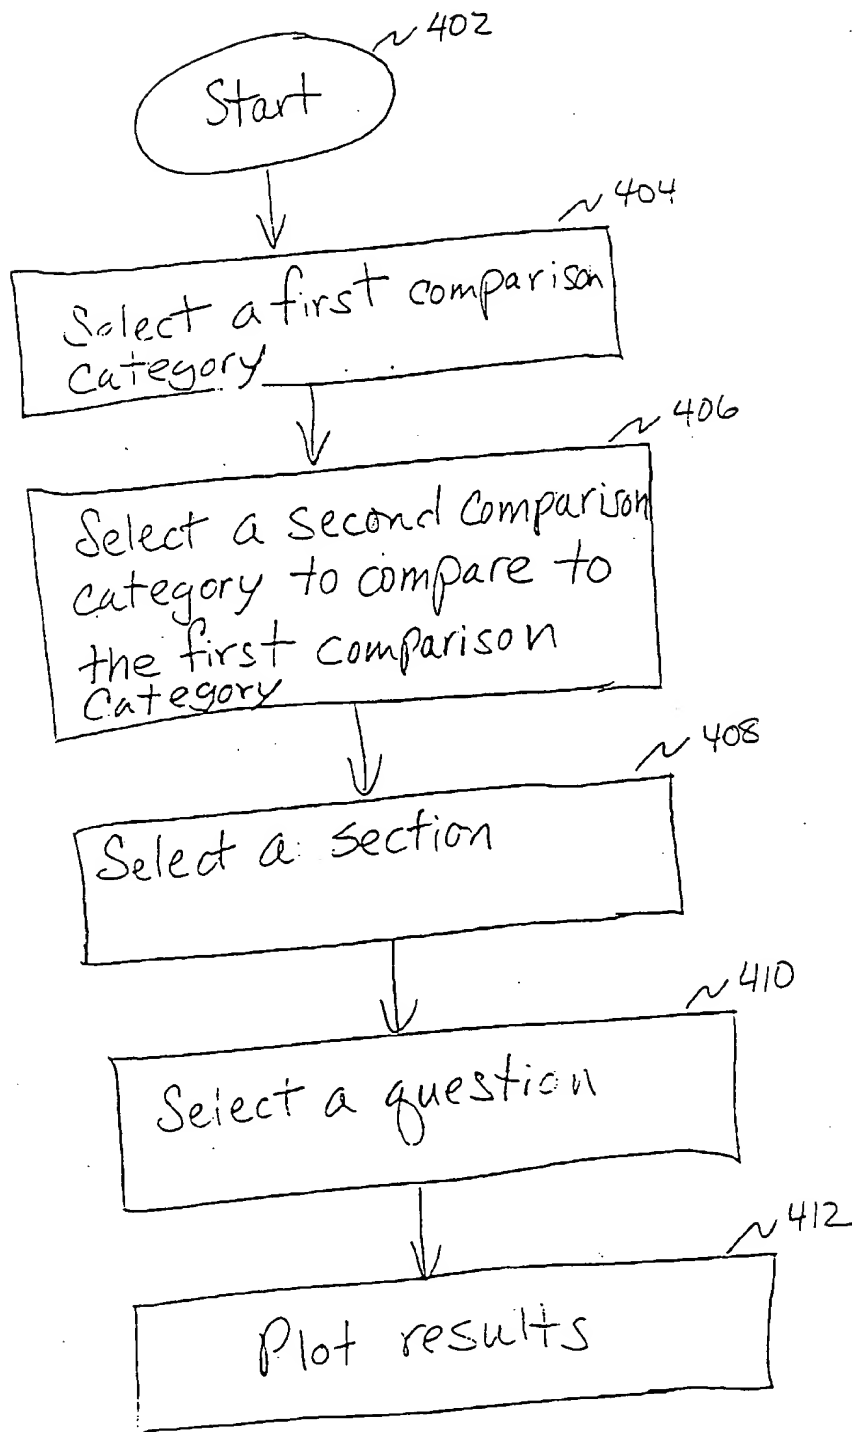 402
Start
404
Select a first comparison
category
406
Select a second comparison
category to compare to
the first comparison
category
408
Select a section
410
Select a question
412
Plot results